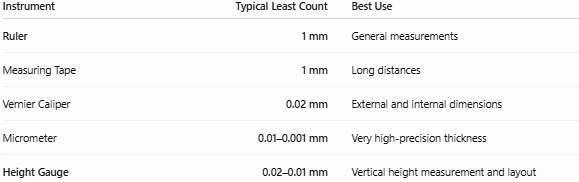 Instrument Typical Least Count Best Use
Ruler 1 mm General measurements
Measuring Tape 1 mm Long distances
Vernier Caliper 0.02 mm External and internal dimensions
Micrometer 0.01–0.001 mm Very high-precision thickness
Height Gauge 0.02–0.01 mm Vertical height measurement and layout